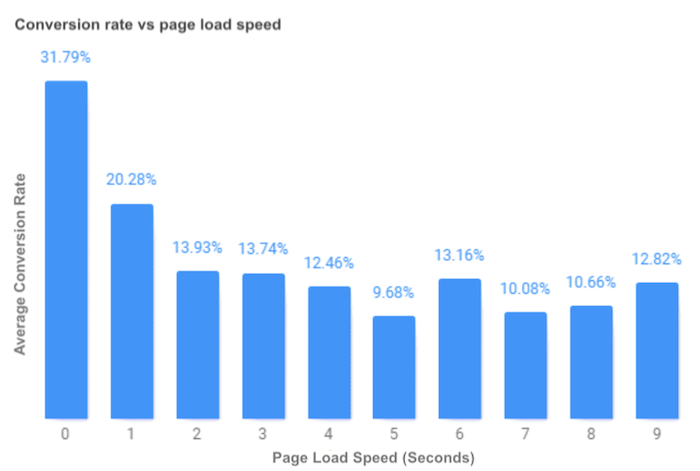 Conversion rate vs page load speed
31.79%
20.28%
13.93%
13.74%
12.46%
9.68%
13.16%
10.08%
10.66%
12.82%
Average Conversion Rate
0 1 2 3 4 5 6 7 8 9
Page Load Speed (Seconds)